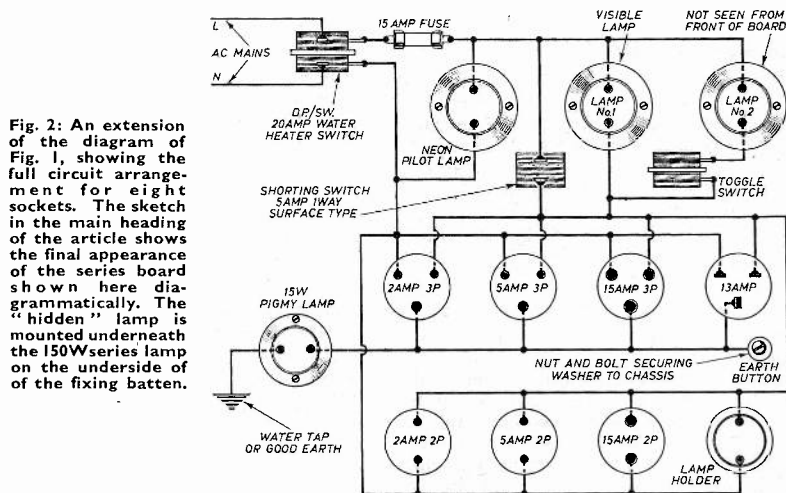 L
AC MAINS
N
15 AMP FUSE
VISIBLE
LAMP
NOT SEEN FROM
FRONT OF BOARD
D.P./SW.
20AMP WATER
HEATER SWITCH
NEON
PILOT LAMP
LAMP
No.1
LAMP
No.2
SHORTING SWITCH
5AMP 1WAY
SURFACE TYPE
TOGGLE
SWITCH
Fig. 2: An extension
of the diagram of
Fig. 1, showing the
full circuit arrange-
ment for eight
sockets. The sketch
in the main heading
of the article shows
the final appearance
of the series board
shown here dia-
grammatically. The
"hidden" lamp is
mounted underneath
the 150W series lamp
on the underside of
of the fixing batten.
2AMP 3P
5AMP 3P
15AMP 3P
13AMP
15W
PIGMY LAMP
NUT AND BOLT SECURING
WASHER TO CHASSIS
EARTH
BUTTON
WATER TAP
OR GOOD EARTH
2AMP 2P
5AMP 2P
15AMP 2P
LAMP
HOLDER